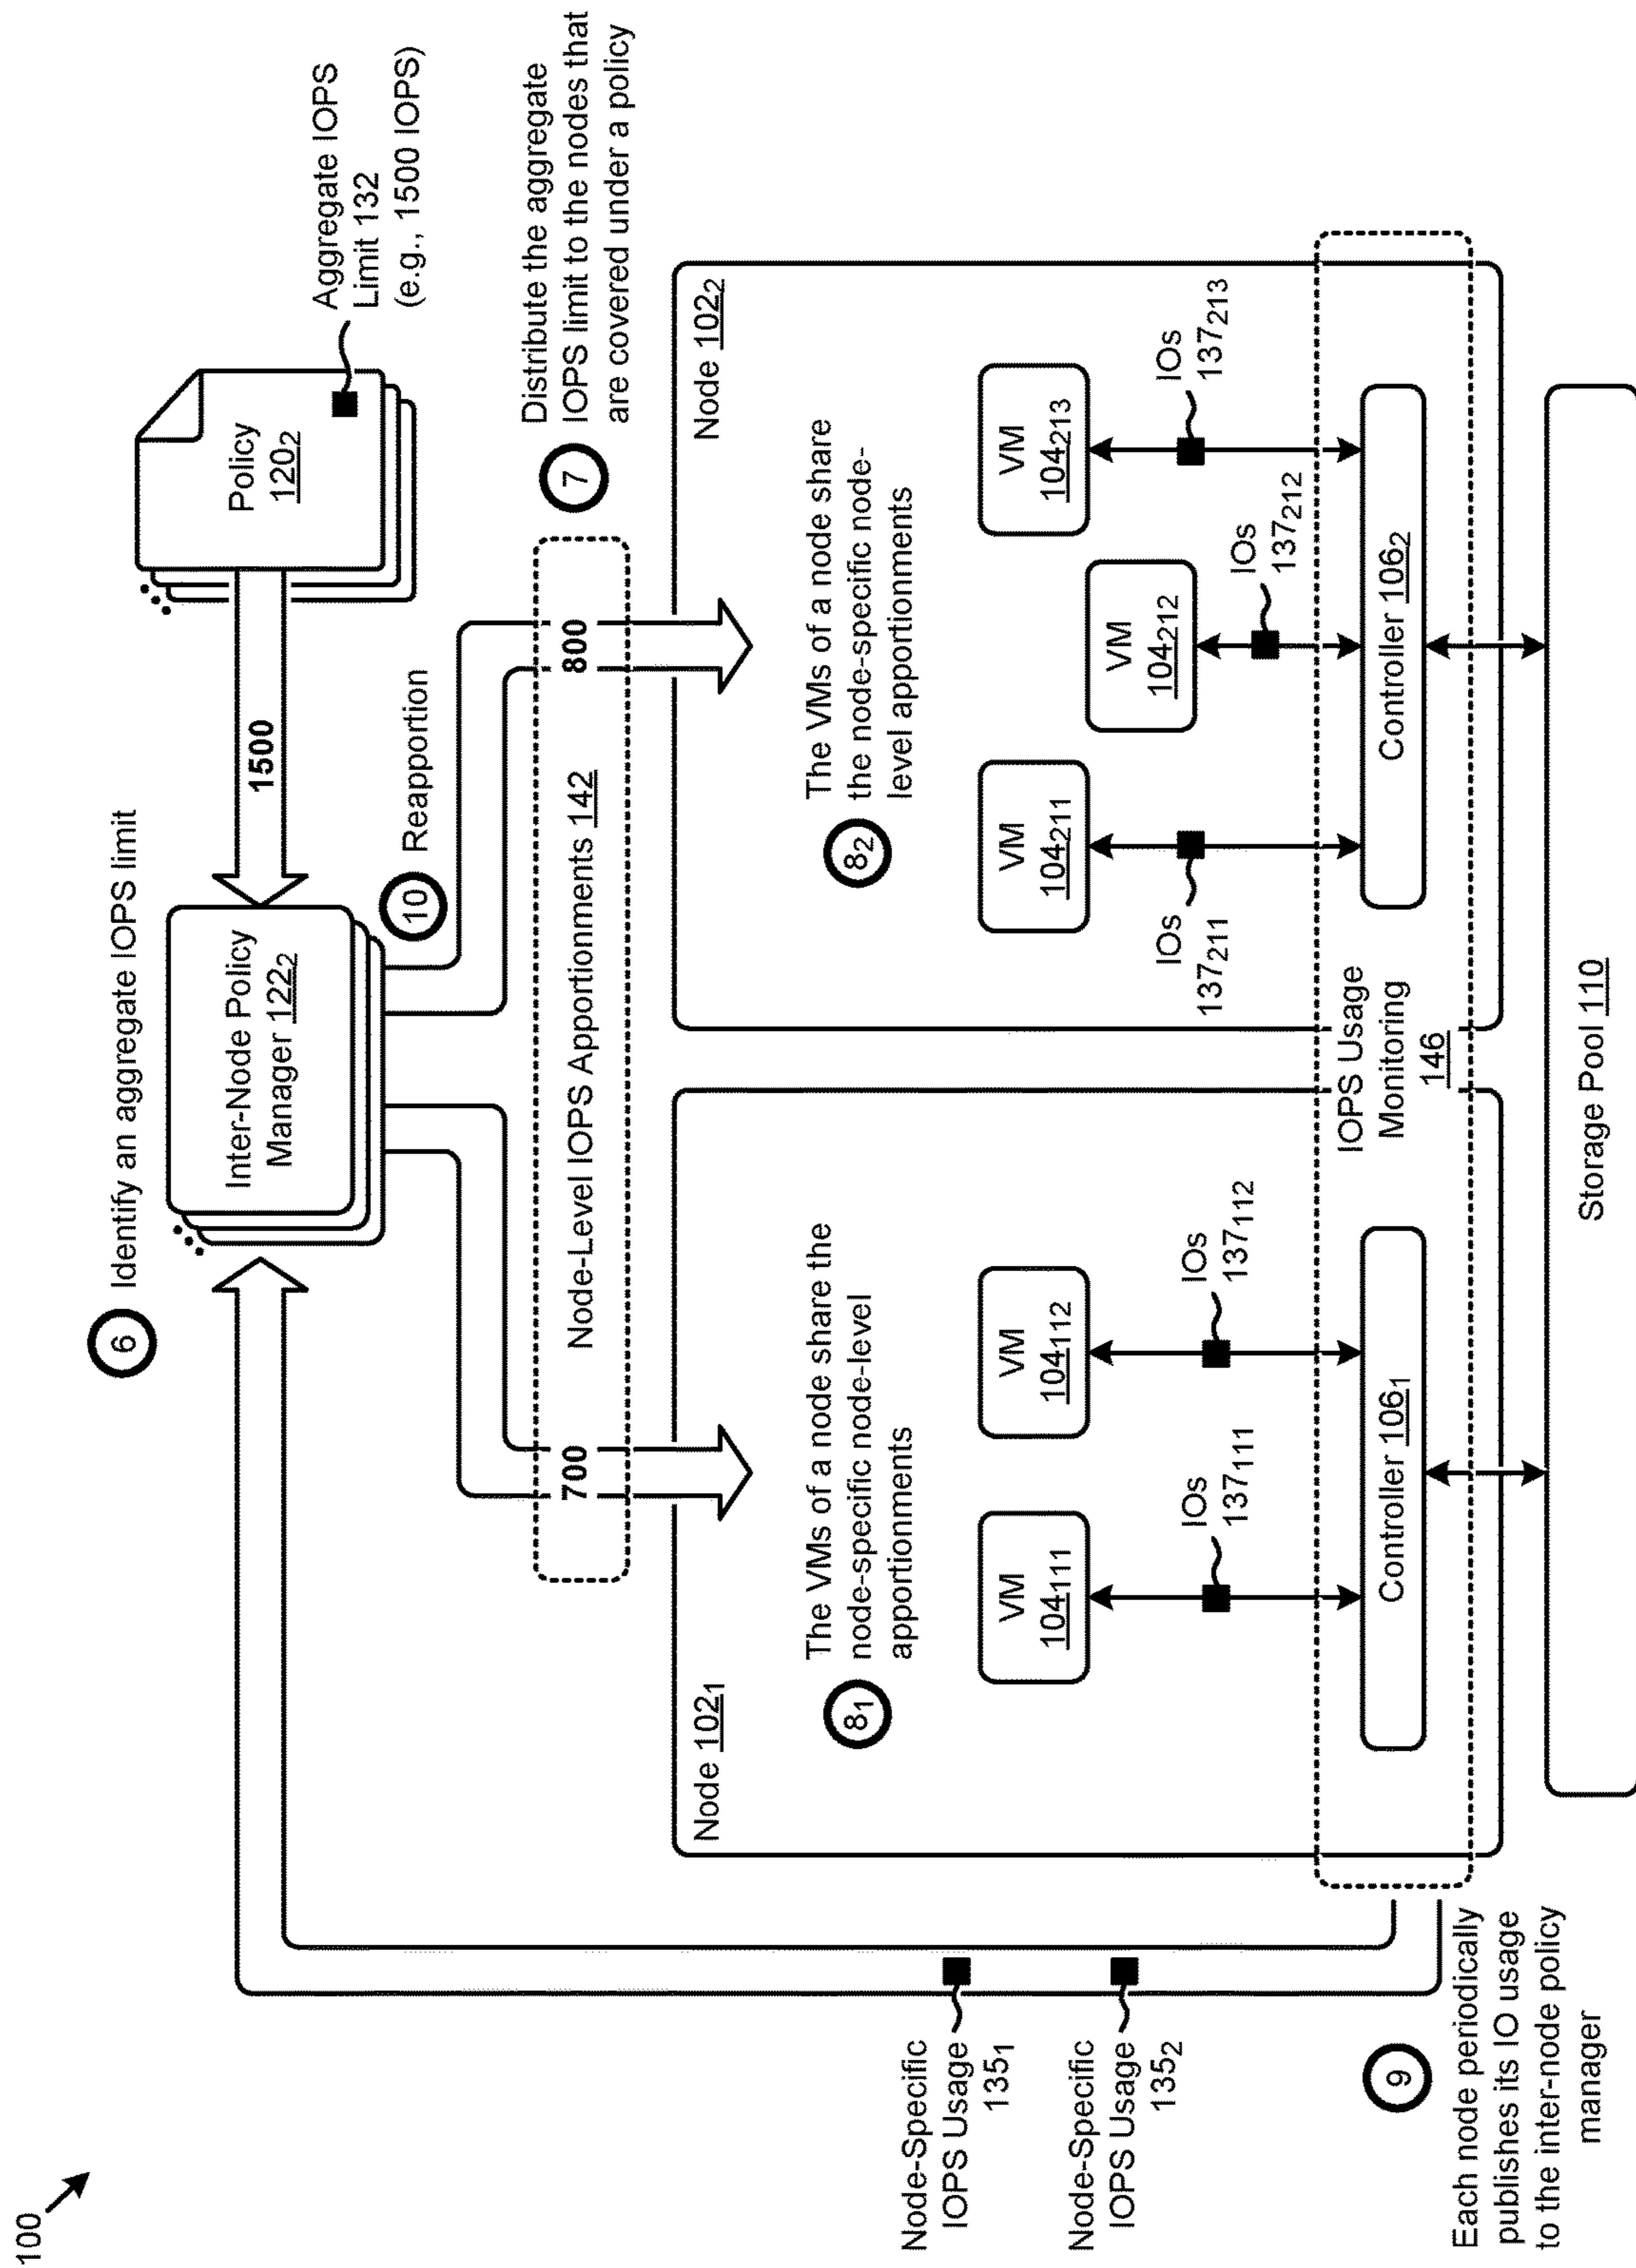 100
6
Identify an aggregate IOPS limit
Inter-Node Policy
Manager 122₂
1500
Policy
120₂
Aggregate IOPS
Limit 132
(e.g., 1500 IOPS)
10
Reapportion
700
Node-Level IOPS Apportionments 142
800
7
Distribute the aggregate
IOPS limit to the nodes that
are covered under a policy
Node 102₁
8₁
The VMs of a node share the
node-specific node-level
apportionments
VM
104₁₁₁
VM
104₁₁₂
IOs
137₁₁₁
IOs
137₁₁₂
Controller 106₁
Node 102₂
8₂
The VMs of a node share
the node-specific node-
level apportionments
VM
104₂₁₁
VM
104₂₁₂
VM
104₂₁₃
IOs
137₂₁₁
IOs
137₂₁₂
IOs
137₂₁₃
Controller 106₂
IOPS Usage
Monitoring
146
Storage Pool 110
Node-Specific
IOPS Usage
135₁
Node-Specific
IOPS Usage
135₂
9
Each node periodically
publishes its IO usage
to the inter-node policy
manager